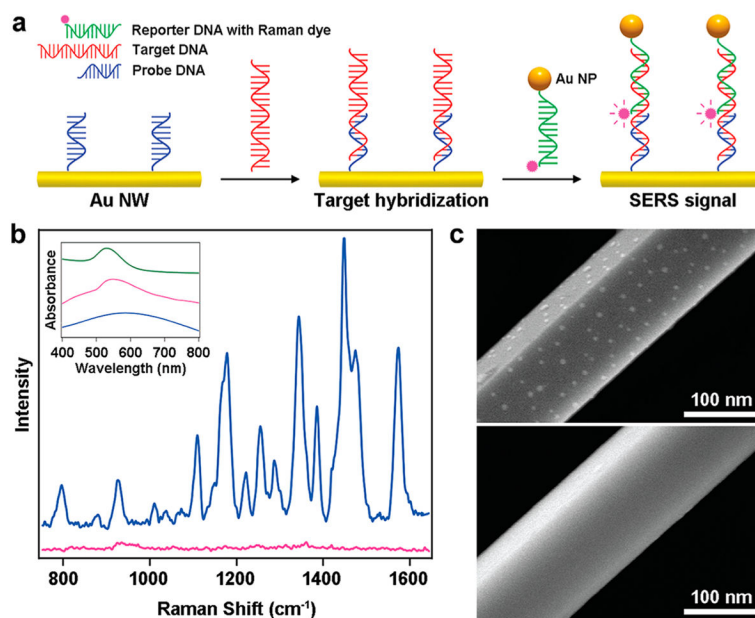 a
Reporter DNA with Raman dye
Target DNA
Probe DNA
Au NP
Au NW
Target hybridization
SERS signal
b
Absorbance
400 500 600 700 800
Wavelength (nm)
Intensity
800 1000 1200 1400 1600
Raman Shift (cm⁻¹)
c
100 nm
100 nm